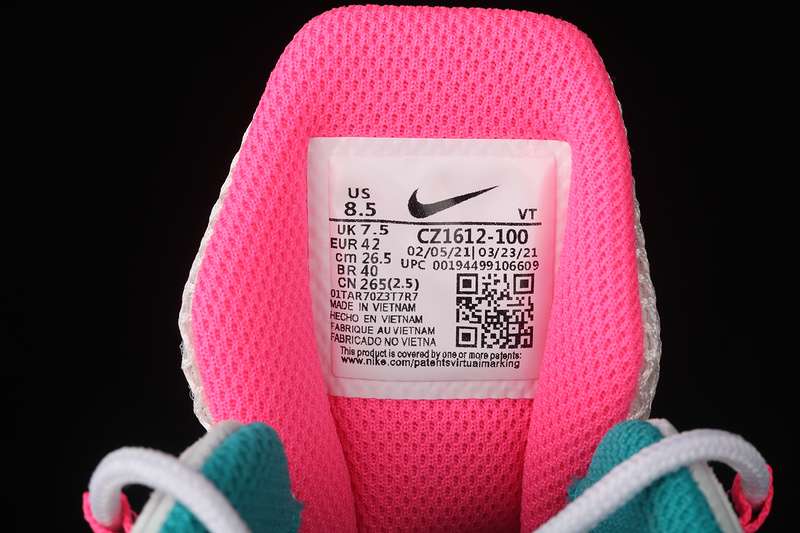 US
8.5
VT
UK 7.5
CZ1612-100
EUR 42
02/05/21| 03/23/21
cm 26.5
UPC 00194499106609
BR 40
CN 265(2.5)
01TAR70Z3T7R7
MADE IN VIETNAM
HECHO EN VIETNAM
FABRIQUE AU VIETNAM
FABRICADO NO VIETNA
This product is covered by one or more patents:
www.nike.com/patentsvirtualmarking